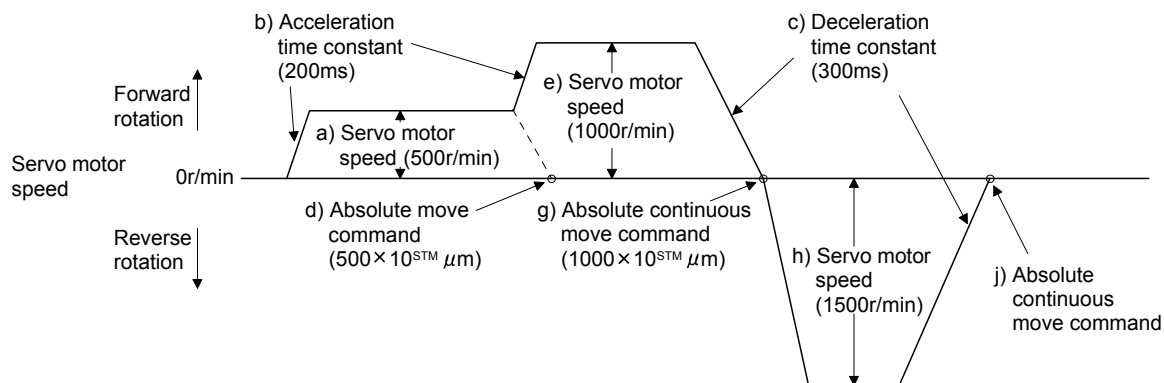 b) Acceleration
time constant
(200ms)
c) Deceleration
time constant
(300ms)
Forward
rotation
e) Servo motor
speed
(1000r/min)
a) Servo motor
speed (500r/min)
Servo motor
speed
0r/min
d) Absolute move
command
(500×10STM μm)
g) Absolute continuous
move command
(1000×10STM μm)
Reverse
rotation
h) Servo motor
speed
(1500r/min)
j) Absolute
continuous
move command